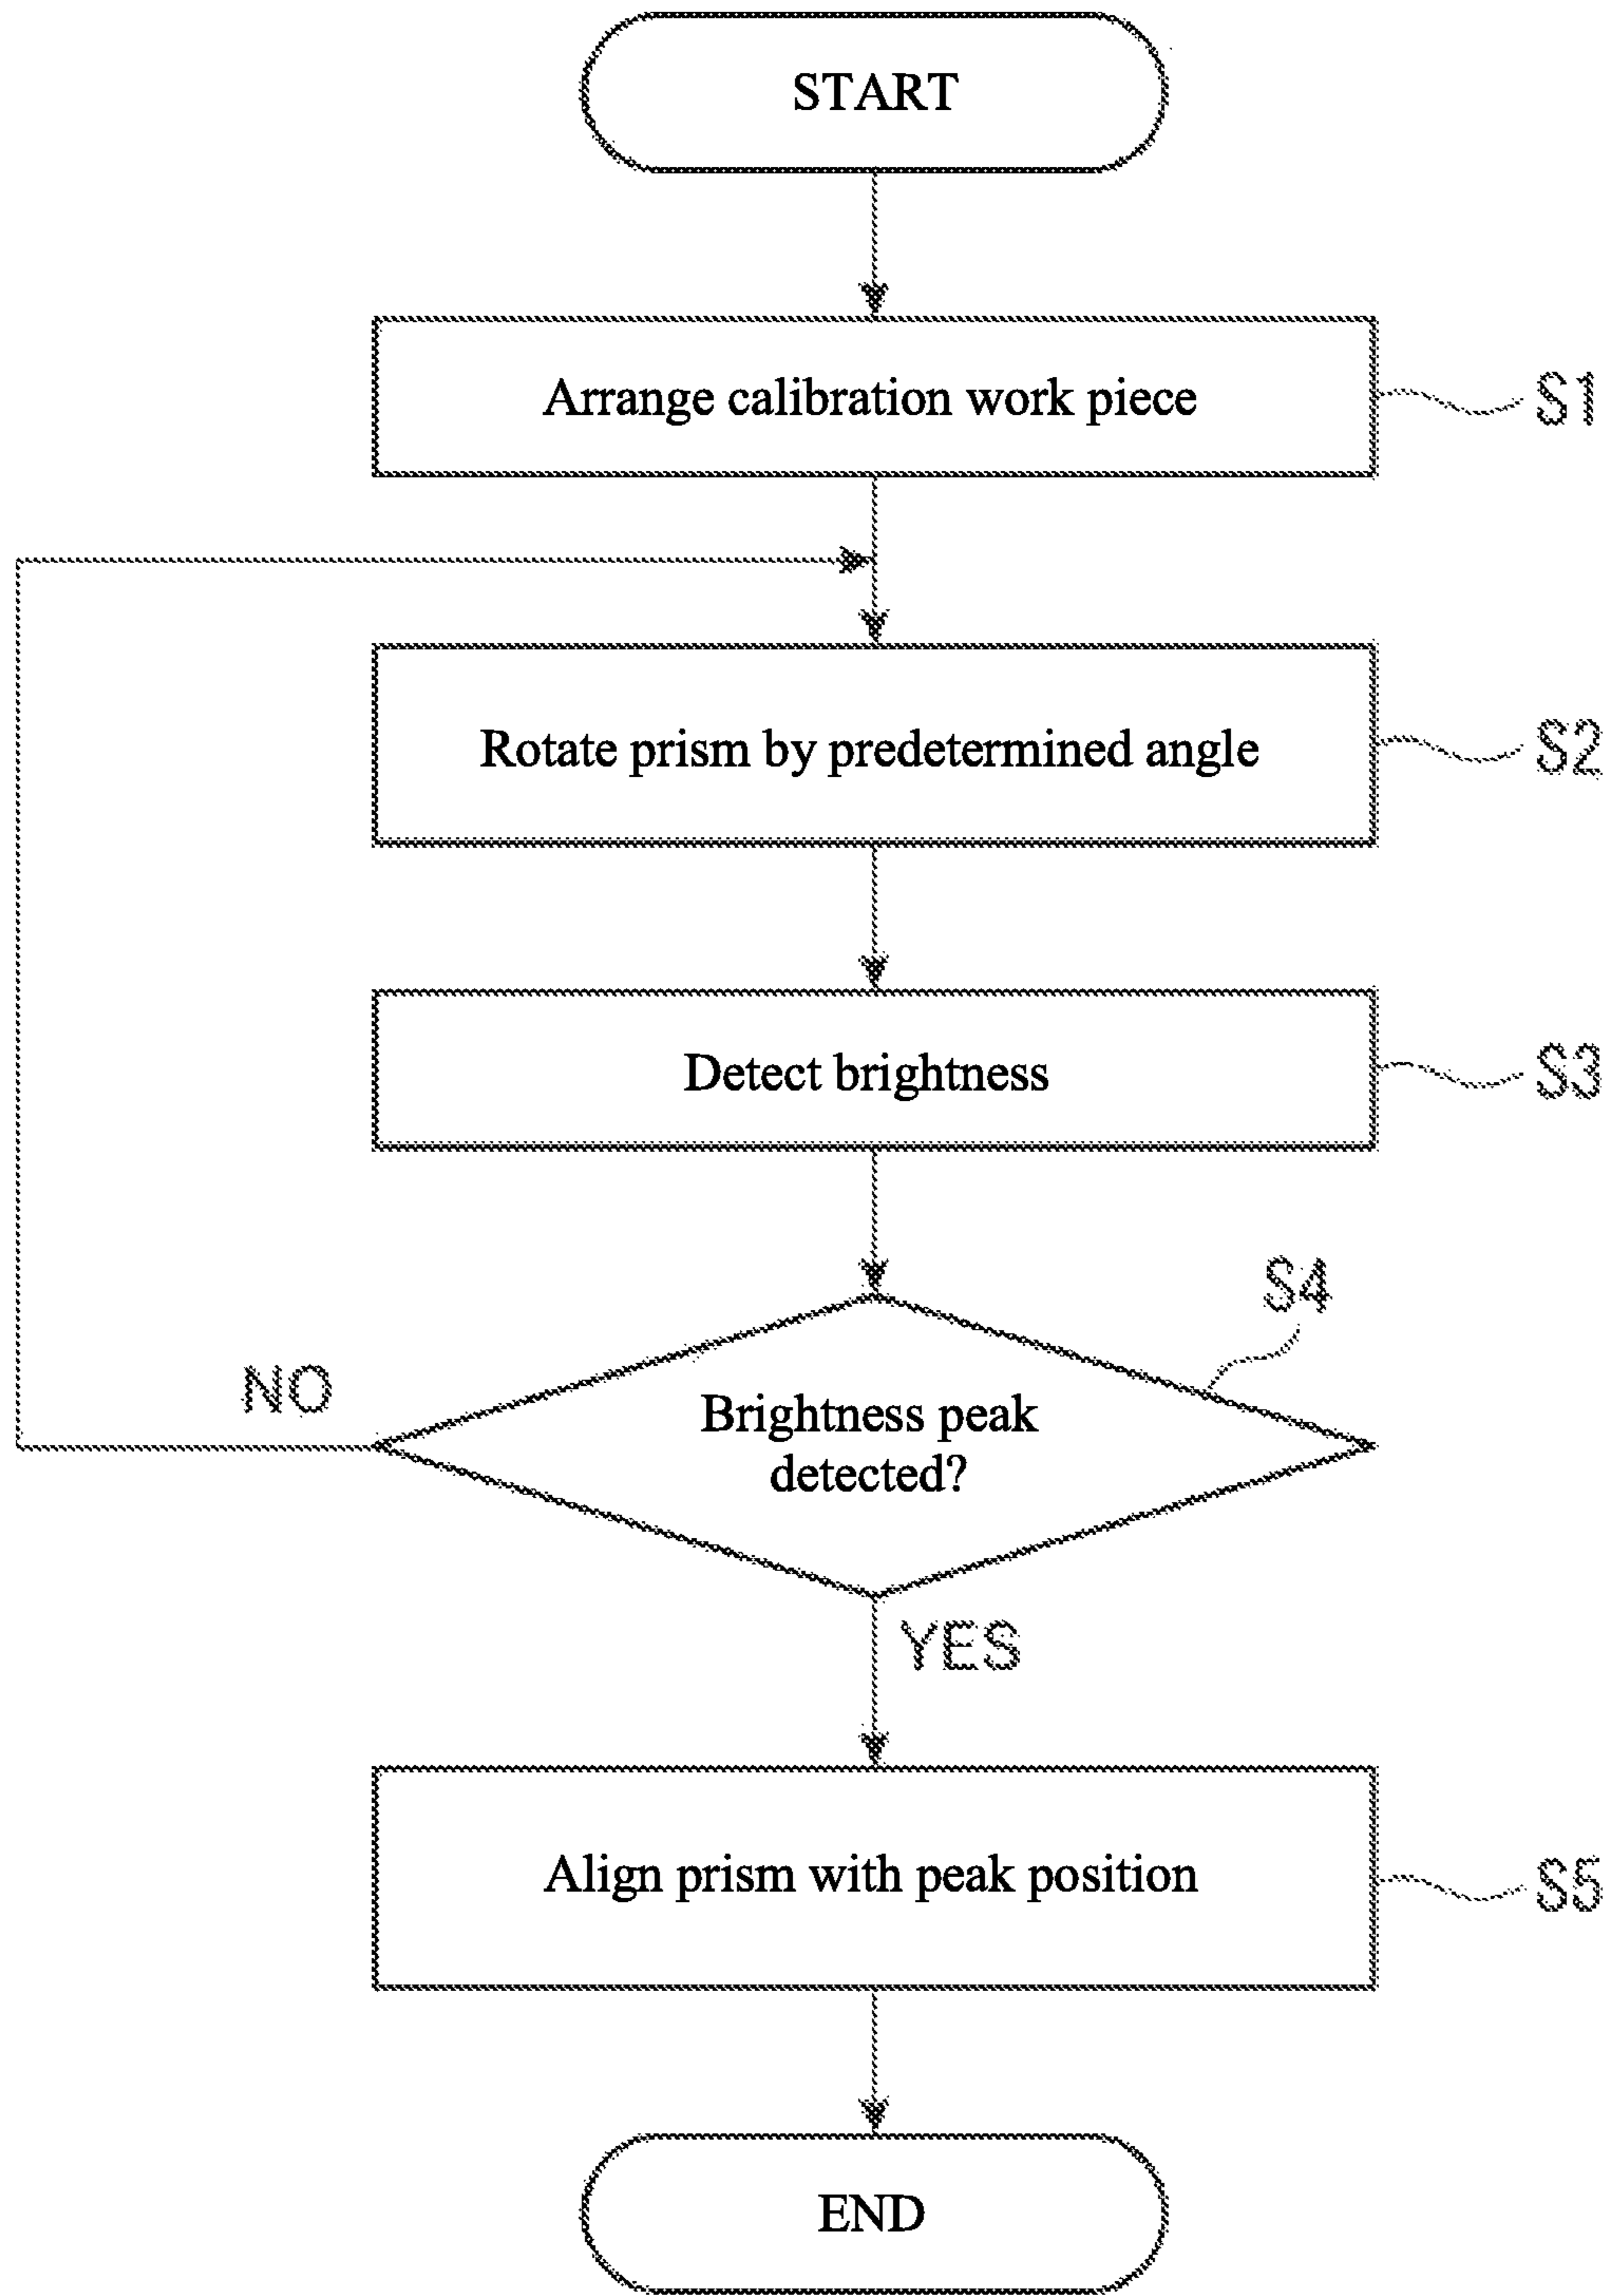 START
Arrange calibration work piece
S1
Rotate prism by predetermined angle
S2
Detect brightness
S3
S4
NO
Brightness peak
detected?
YES
Align prism with peak position
S5
END